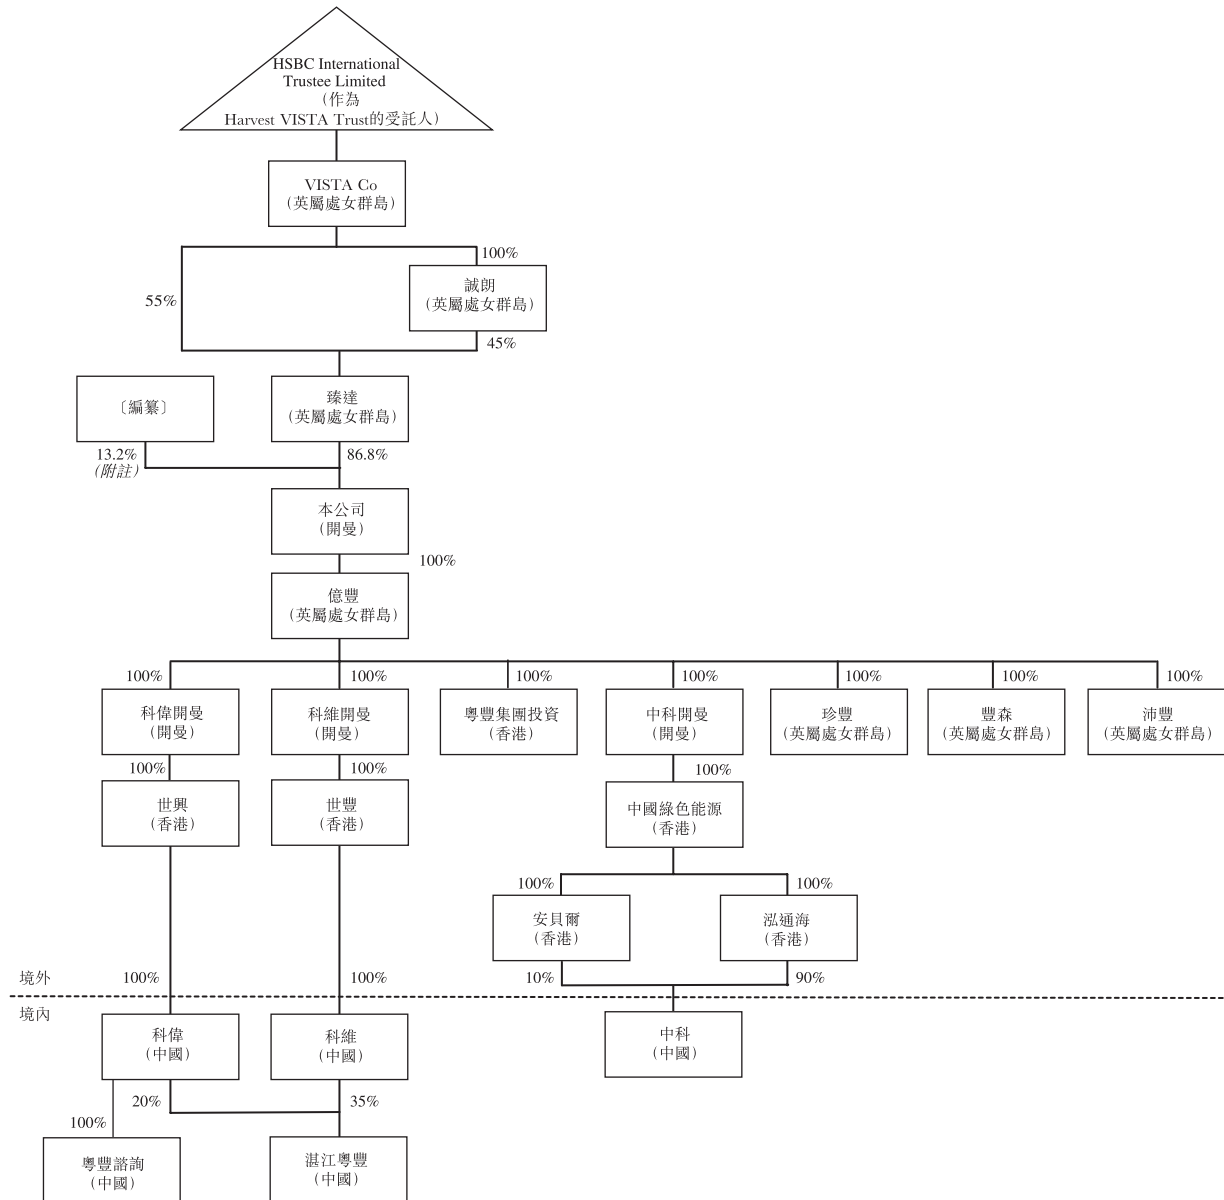 HSBC International
Trustee Limited
（作為
Harvest VISTA Trust的受託人）
VISTA Co
（英屬處女群島）
100%
誠朗
（英屬處女群島）
55%
45%
〔編纂〕
臻達
（英屬處女群島）
13.2%
（附註）
86.8%
本公司
（開曼）
100%
億豐
（英屬處女群島）
100%
100%
100%
100%
100%
100%
100%
科偉開曼
（開曼）
科維開曼
（開曼）
粵豐集團投資
（香港）
中科開曼
（開曼）
珍豐
（英屬處女群島）
豐森
（英屬處女群島）
沛豐
（英屬處女群島）
100%
100%
100%
世興
（香港）
世豐
（香港）
中國綠色能源
（香港）
100%
100%
安貝爾
（香港）
泓通海
（香港）
境外
100%
100%
10%
90%
境內
科偉
（中國）
科維
（中國）
中科
（中國）
20%
35%
100%
粵豐諮詢
（中國）
湛江粵豐
（中國）